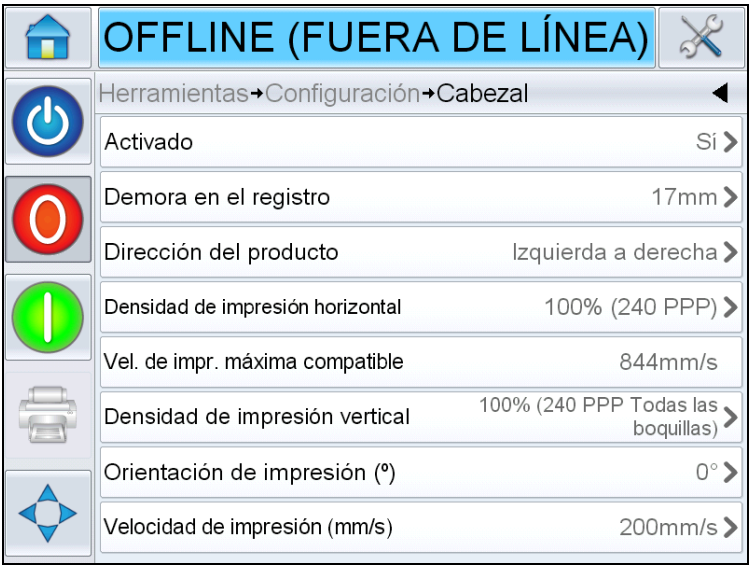 OFFLINE (FUERA DE LÍNEA)
Herramientas→Configuración→Cabezal
Activado Sí
Demora en el registro 17mm
Dirección del producto Izquierda a derecha
Densidad de impresión horizontal 100% (240 PPP)
Vel. de impr. máxima compatible 844mm/s
Densidad de impresión vertical 100% (240 PPP Todas las
boquillas)
Orientación de impresión (º) 0°
Velocidad de impresión (mm/s) 200mm/s